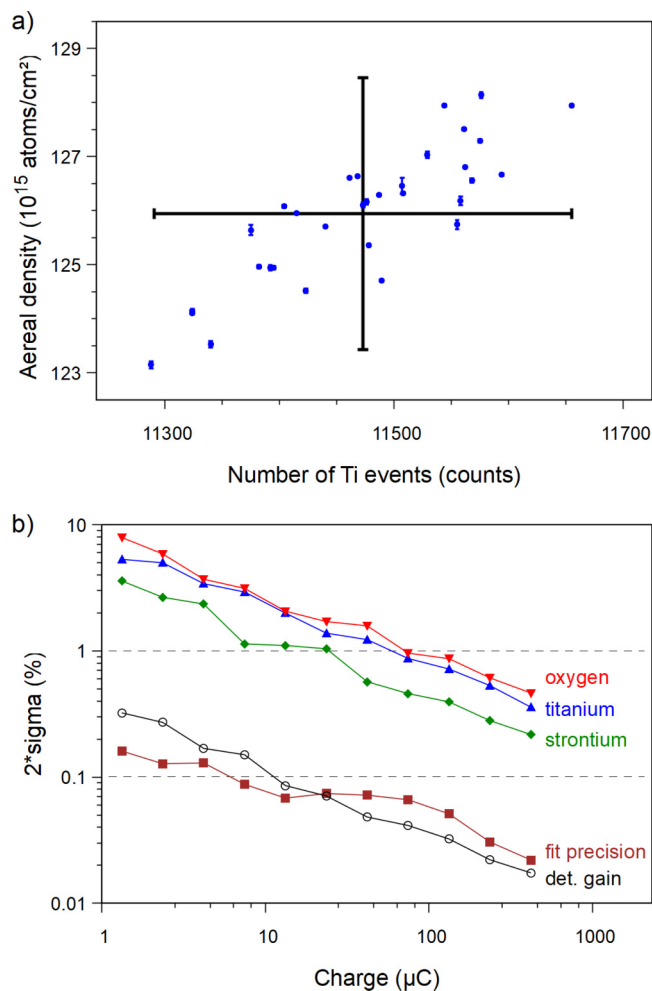 a)
129
127
125
123
Aereal density (10¹⁵ atoms/cm²)
11300
11500
11700
Number of Ti events (counts)
b)
10
1
0.1
0.01
2*sigma (%)
oxygen
titanium
strontium
fit precision
det. gain
1
10
100
1000
Charge (µC)